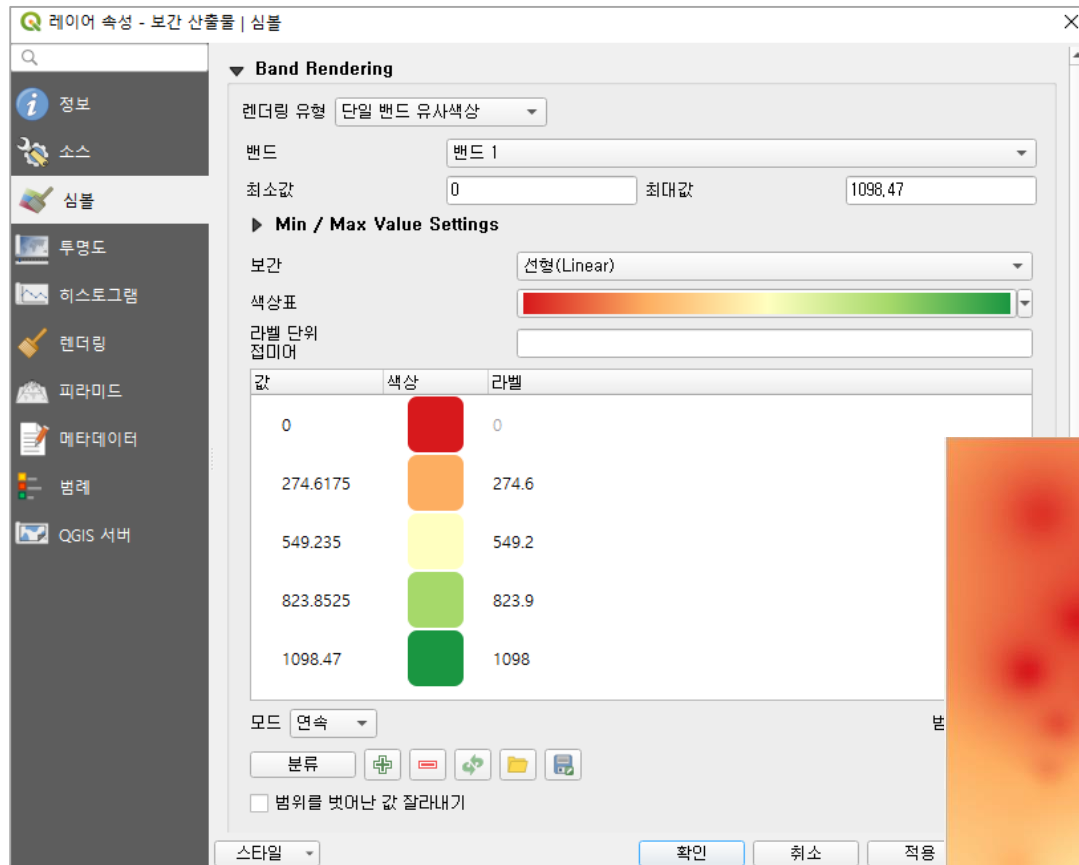 레이어 속성 - 보간 산출물 | 심볼
정보
소스
심볼
투명도
히스토그램
렌더링
피라미드
메타데이터
범례
QGIS 서버
Band Rendering
렌더링 유형 단일 밴드 유사색상
밴드 밴드 1
최소값 0 최대값 1098,47
Min / Max Value Settings
보간 선형(Linear)
색상표
라벨 단위
접미어
값 색상 라벨
0 0
274.6175 274.6
549.235 549.2
823.8525 823.9
1098.47 1098
모드 연속
분류
범위를 벗어난 값 잘라내기
스타일 확인 취소 적용